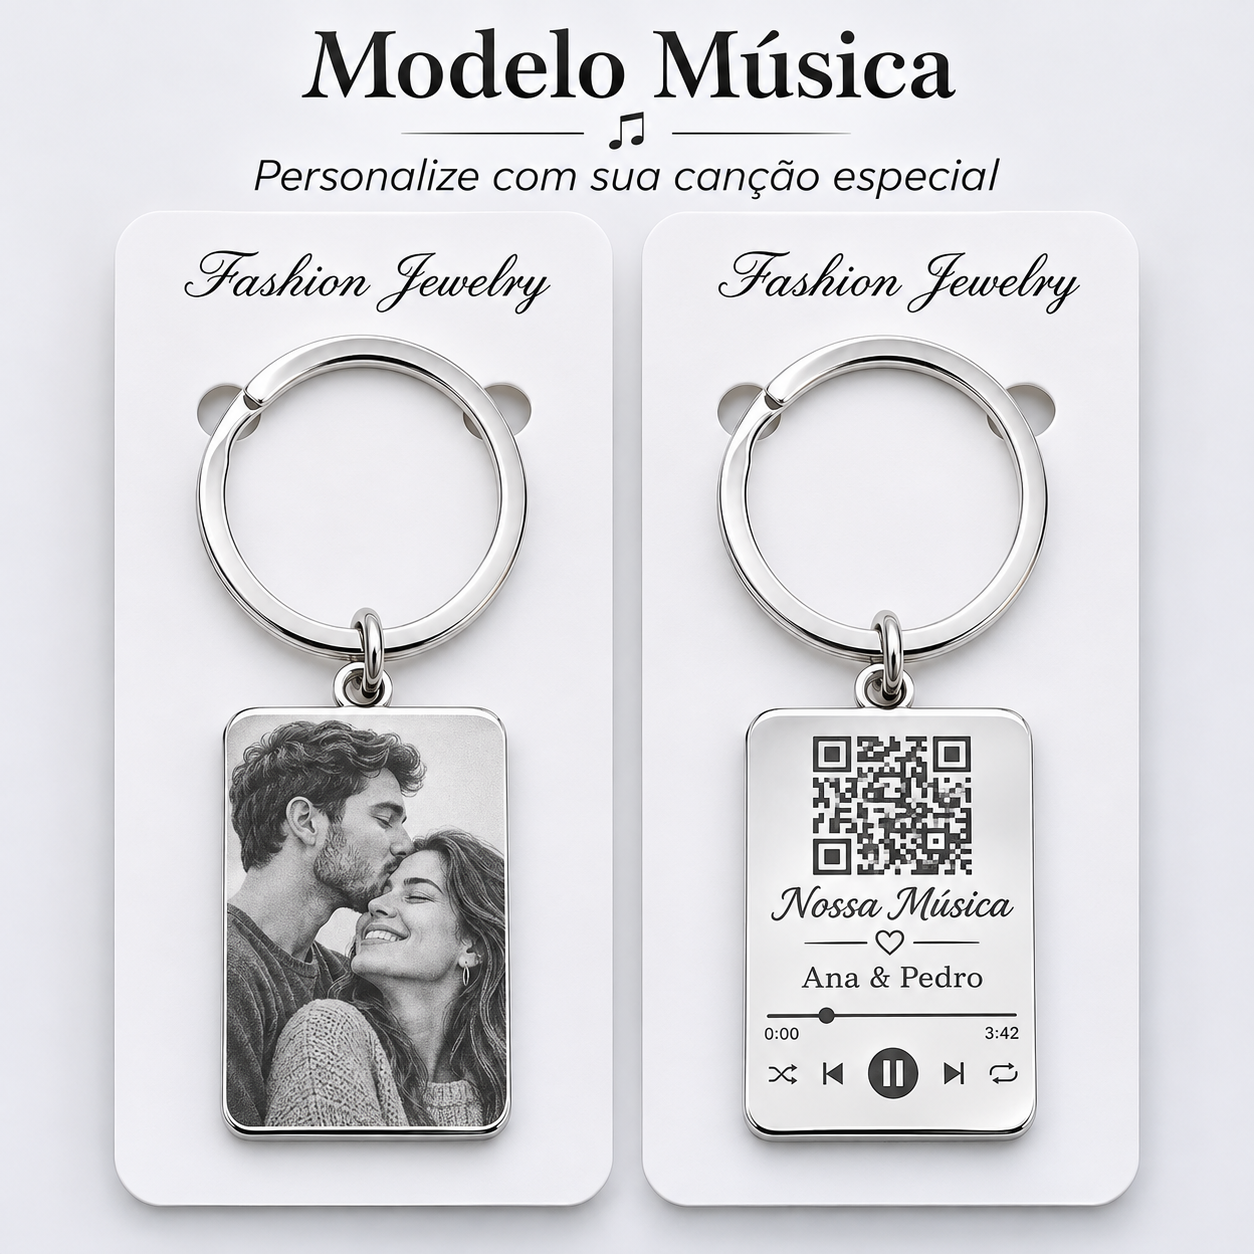 Modelo Música
Personalize com sua canção especial
Fashion Jewelry
Fashion Jewelry
Nossa Música
Ana & Pedro
0:00 3:42